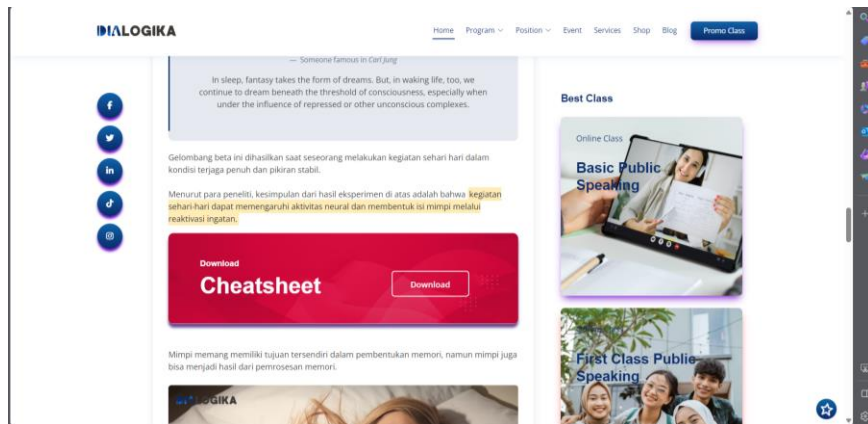 DIALOGIKA
Home Program Position Event Services Shop Blog Promo Class
— Someone famous in Carl Jung
In sleep, fantasy takes the form of dreams. But, in waking life, too, we
continue to dream beneath the threshold of consciousness, especially when
under the influence of repressed or other unconscious complexes.
Gelombang beta ini dihasilkan saat seseorang melakukan kegiatan sehari hari dalam
kondisi terjaga penuh dan pikiran stabil.
Menurut para peneliti, kesimpulan dari hasil eksperimen di atas adalah bahwa kegiatan
sehari-hari dapat memengaruhi aktivitas neural dan membentuk isi mimpi melalui
reaktivasi ingatan.
Download
Cheatsheet
Download
Mimpi memang memiliki tujuan tersendiri dalam pembentukan memori, namun mimpi juga
bisa menjadi hasil dari pemrosesan memori.
DIALOGIKA
Best Class
Online Class
Basic Public
Speaking
First Class Public
Speaking